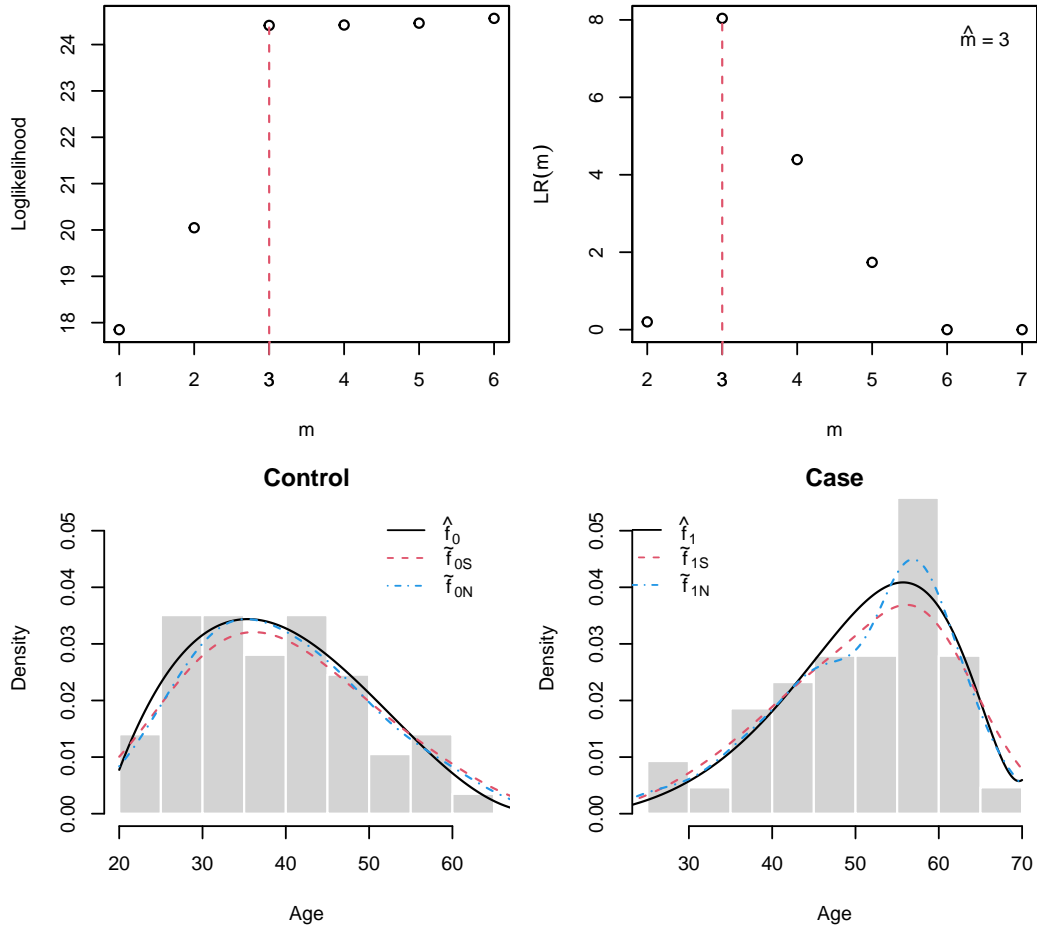 Loglikelihood
18 19 20 21 22 23 24
1 2 3 4 5 6
m
LR(m)
0 2 4 6 8
m̂ = 3
2 3 4 5 6 7
m
Control
Density
0.00 0.01 0.02 0.03 0.04 0.05
f̂₀
f̃₀S
f̃₀N
20 30 40 50 60
Age
Case
Density
0.00 0.01 0.02 0.03 0.04 0.05
f̂₁
f̃₁S
f̃₁N
30 40 50 60 70
Age